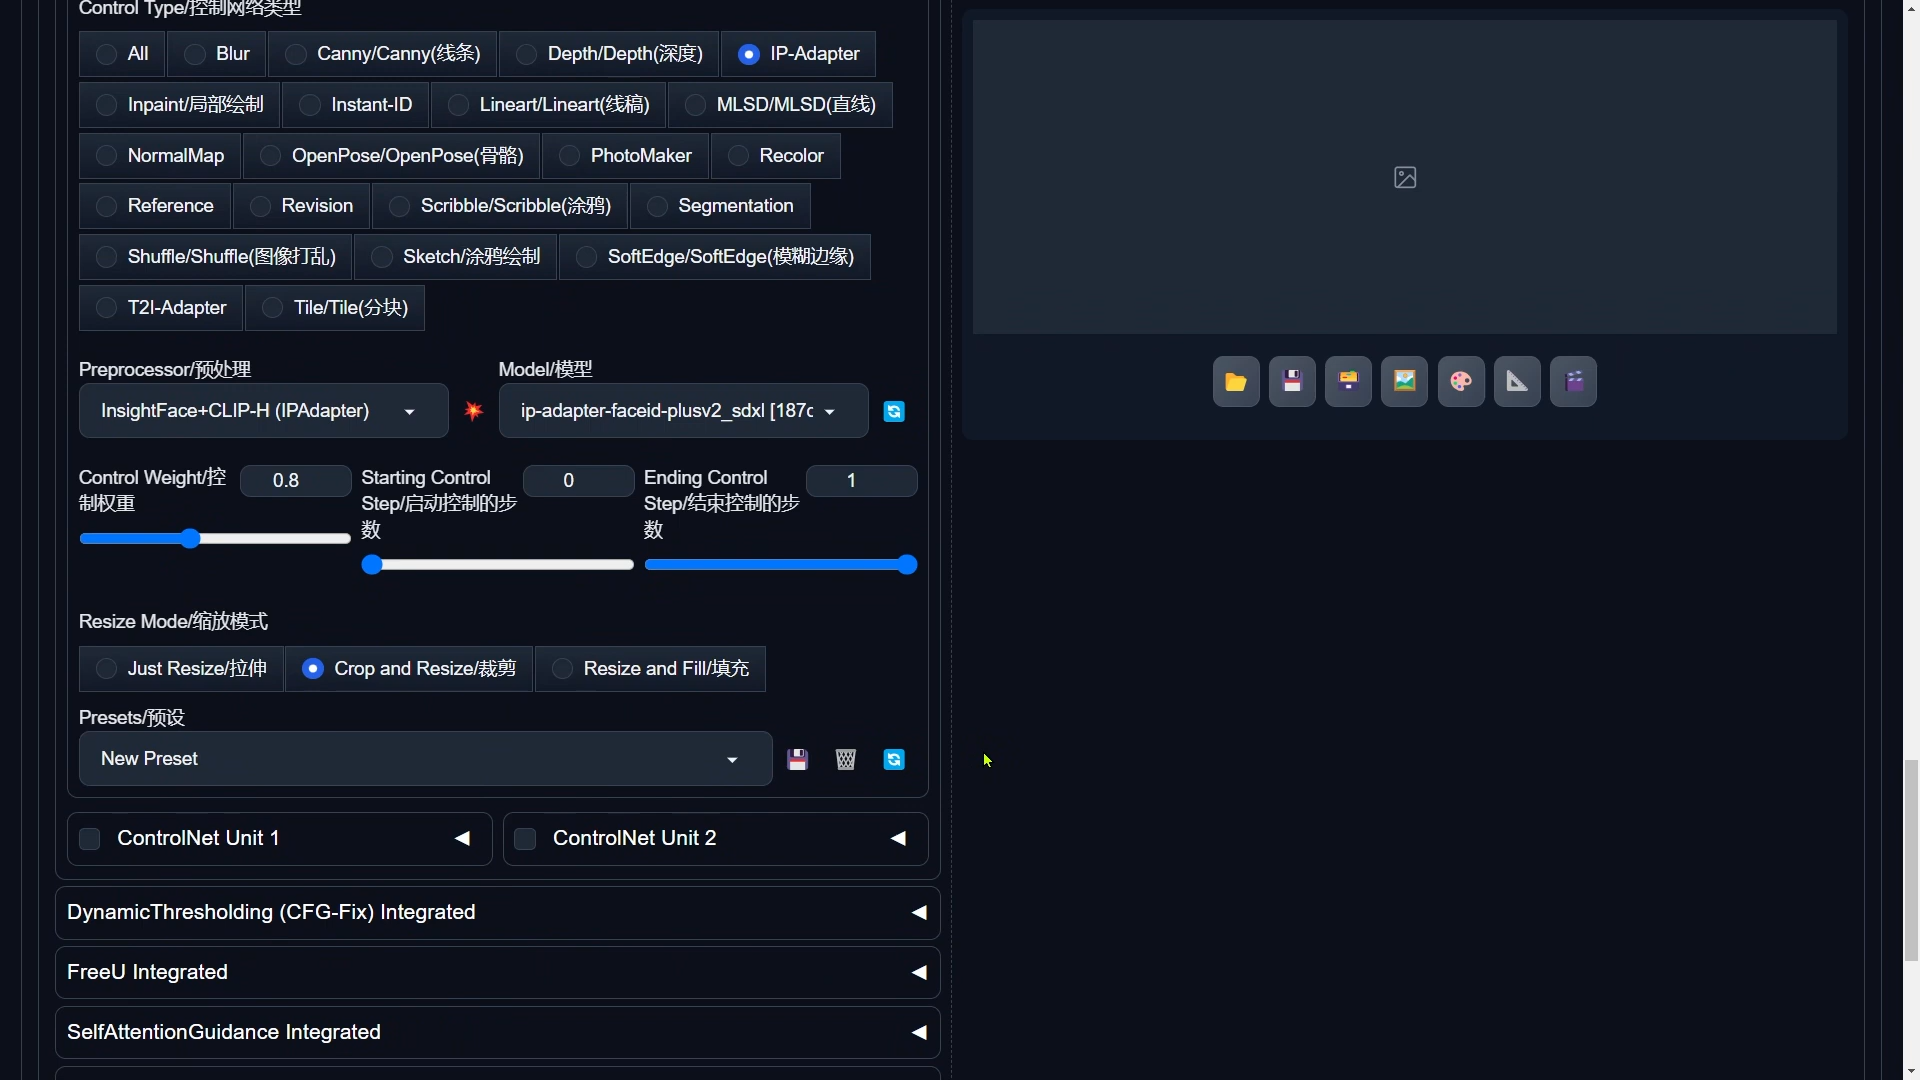 Control Type/控制网络类型
All Blur Canny/Canny(线条) Depth/Depth(深度) IP-Adapter
Inpaint/局部绘制 Instant-ID Lineart/Lineart(线稿) MLSD/MLSD(直线)
NormalMap OpenPose/OpenPose(骨骼) PhotoMaker Recolor
Reference Revision Scribble/Scribble(涂鸦) Segmentation
Shuffle/Shuffle(图像打乱) Sketch/涂鸦绘制 SoftEdge/SoftEdge(模糊边缘)
T2I-Adapter Tile/Tile(分块)
Preprocessor/预处理 Model/模型
InsightFace+CLIP-H (IPAdapter) ip-adapter-faceid-plusv2_sdxl [187c
Control Weight/控 0.8 Starting Control 0 Ending Control 1
制权重 Step/启动控制的步 Step/结束控制的步
数 数
Resize Mode/缩放模式
Just Resize/拉伸 Crop and Resize/裁剪 Resize and Fill/填充
Presets/预设
New Preset
ControlNet Unit 1 ControlNet Unit 2
DynamicThresholding (CFG-Fix) Integrated
FreeU Integrated
SelfAttentionGuidance Integrated